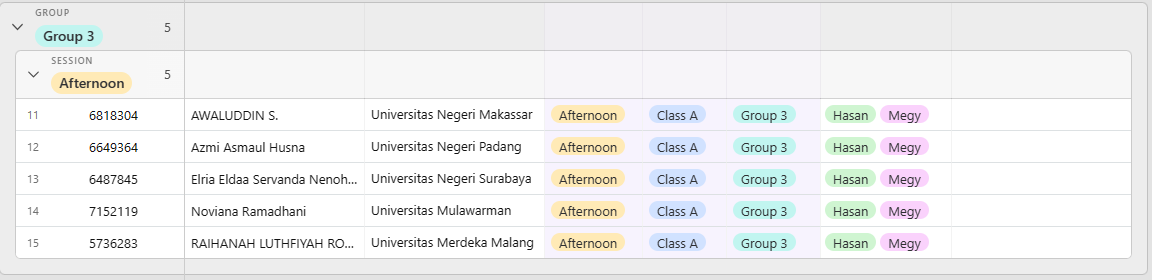 GROUP
Group 3 5
SESSION
Afternoon 5
11 6818304 AWALUDDIN S. Universitas Negeri Makassar Afternoon Class A Group 3 Hasan Megy
12 6649364 Azmi Asmaul Husna Universitas Negeri Padang Afternoon Class A Group 3 Hasan Megy
13 6487845 Elria Eldaa Servanda Nenoh... Universitas Negeri Surabaya Afternoon Class A Group 3 Hasan Megy
14 7152119 Noviana Ramadhani Universitas Mulawarman Afternoon Class A Group 3 Hasan Megy
15 5736283 RAIHANAH LUTHFIYAH RO... Universitas Merdeka Malang Afternoon Class A Group 3 Hasan Megy